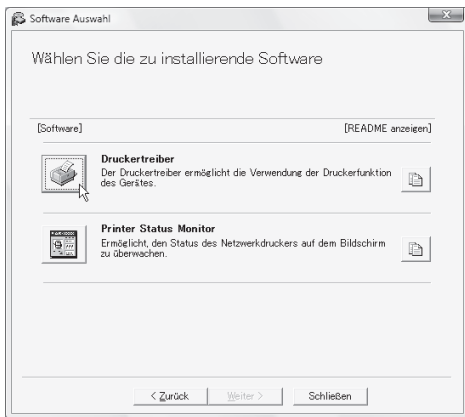 Software Auswahl
Wählen Sie die zu installierende Software
[Software] [README anzeigen]
Druckertreiber
Der Druckertreiber ermöglicht die Verwendung der Druckerfunktion
des Gerätes.
Printer Status Monitor
Ermöglicht, den Status des Netzwerkdruckers auf dem Bildschirm
zu überwachen.
< Zurück Weiter > Schließen